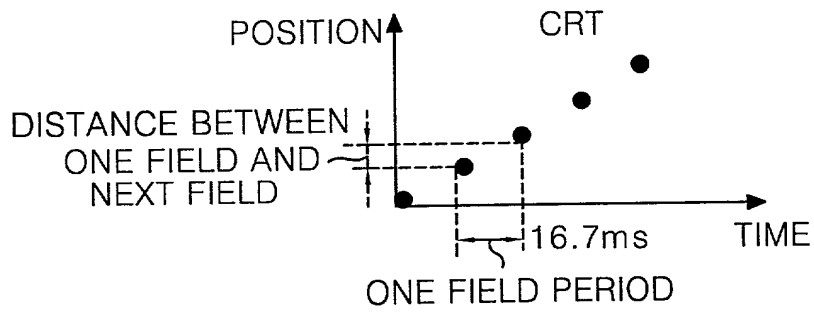 POSITION
CRT
DISTANCE BETWEEN
ONE FIELD AND
NEXT FIELD
16.7ms
TIME
ONE FIELD PERIOD